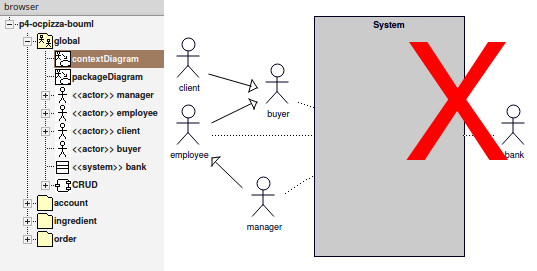 browser
p4-ocpizza-bouml
global
contextDiagram
packageDiagram
<<actor>> manager
<<actor>> employee
<<actor>> client
<<actor>> buyer
<<system>> bank
CRUD
account
ingredient
order
System
client
buyer
employee
bank
manager